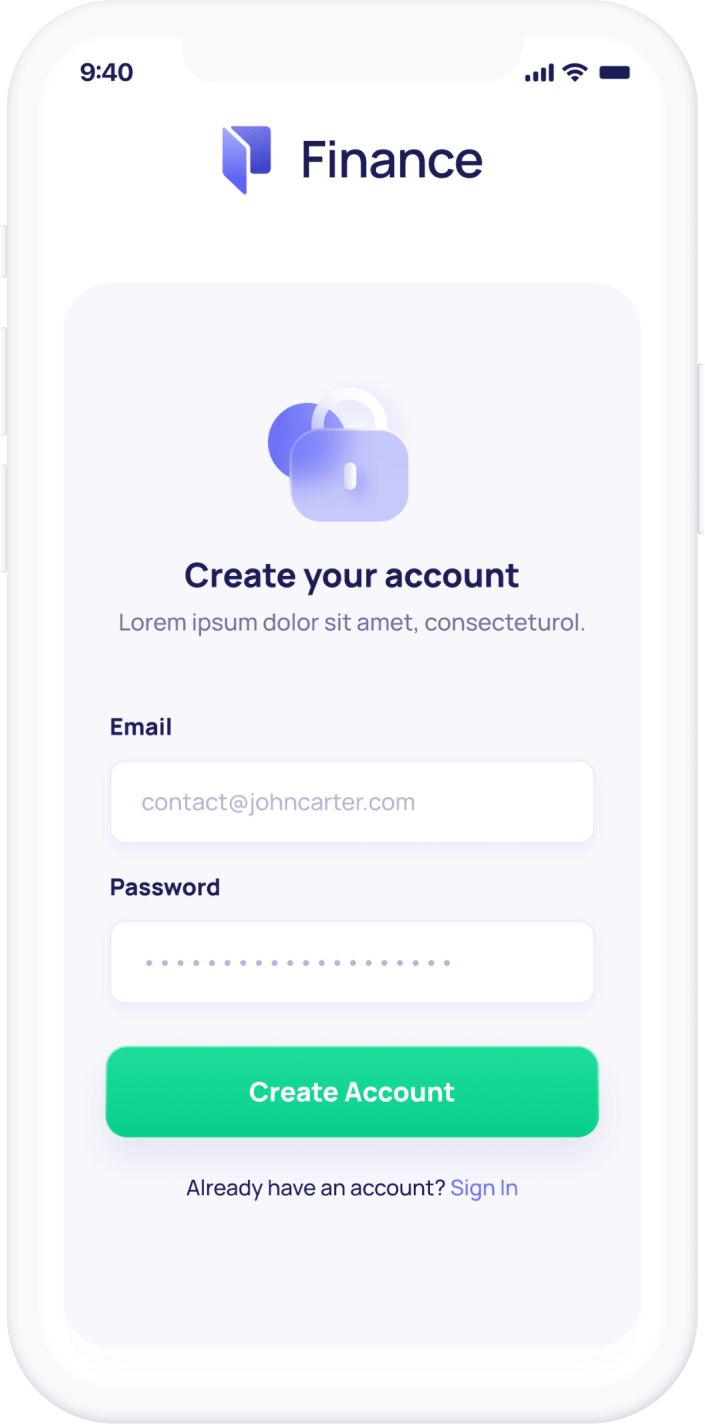 9:40
Finance
Create your account
Lorem ipsum dolor sit amet, consecteturol.
Email
contact@johncarter.com
Password
Create Account
Already have an account? Sign In